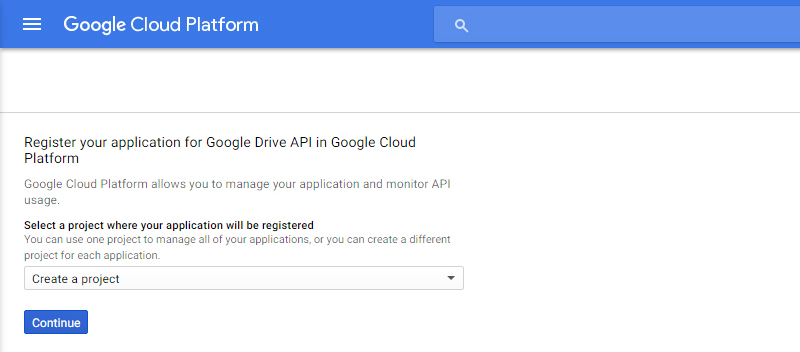 Google Cloud Platform
Register your application for Google Drive API in Google Cloud
Platform
Google Cloud Platform allows you to manage your application and monitor API
usage.
Select a project where your application will be registered
You can use one project to manage all of your applications, or you can create a different
project for each application.
Create a project
Continue